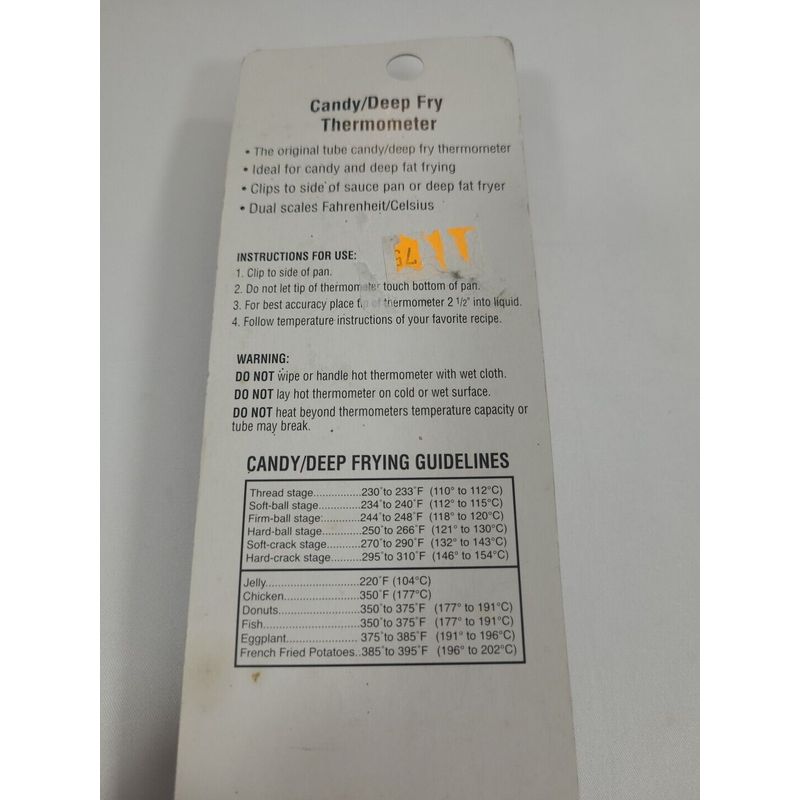 Candy/Deep Fry
Thermometer
• The original tube candy/deep fry thermometer
• Ideal for candy and deep fat frying
• Clips to side of sauce pan or deep fat fryer
• Dual scales Fahrenheit/Celsius
INSTRUCTIONS FOR USE:
1. Clip to side of pan.
2. Do not let tip of thermometer touch bottom of pan.
3. For best accuracy place tip of thermometer 2 1/2" into liquid.
4. Follow temperature instructions of your favorite recipe.
WARNING:
DO NOT wipe or handle hot thermometer with wet cloth.
DO NOT lay hot thermometer on cold or wet surface.
DO NOT heat beyond thermometers temperature capacity or
tube may break.
CANDY/DEEP FRYING GUIDELINES
Thread stage...............230°to 233°F (110° to 112°C)
Soft-ball stage.............234°to 240°F (112° to 115°C)
Firm-ball stage:...........244°to 248°F (118° to 120°C)
Hard-ball stage............250°to 266°F (121° to 130°C)
Soft-crack stage..........270°to 290°F (132° to 143°C)
Hard-crack stage.........295°to 310°F (146° to 154°C)
Jelly.............................220°F (104°C)
Chicken.......................350°F (177°C)
Donuts.........................350°to 375°F (177° to 191°C)
Fish..............................350°to 375°F (177° to 191°C)
Eggplant...................... 375°to 385°F (191° to 196°C)
French Fried Potatoes..385°to 395°F (196° to 202°C)